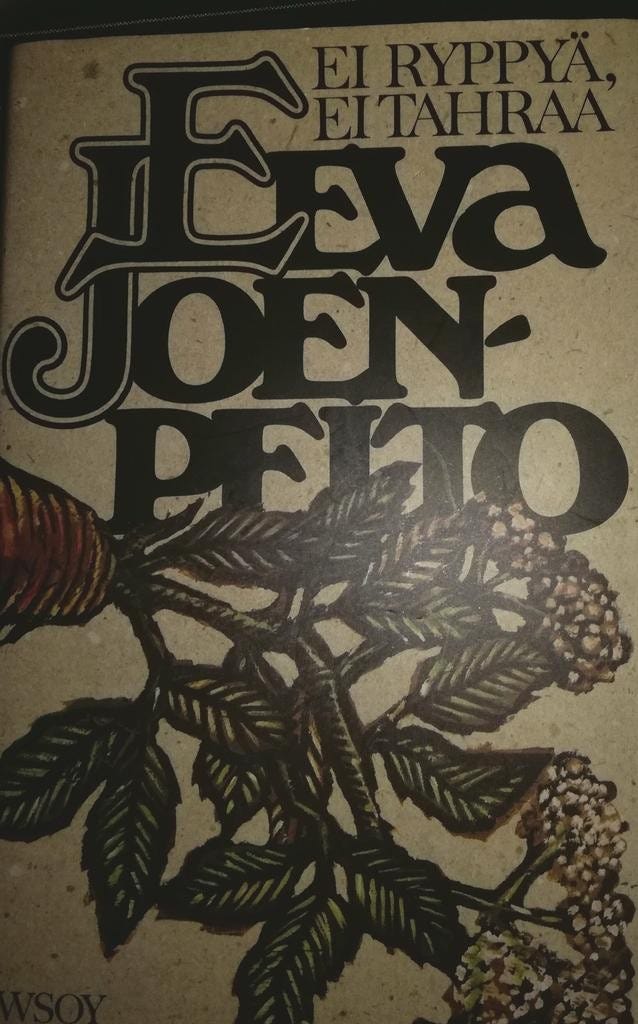 EI RYPPYÄ,
EI TAHRAA
EEVA
JOEN-
PELTO
WSOY